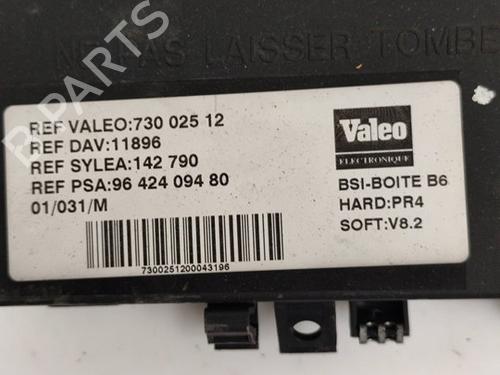 NE PAS LAISSER TOMBE
REF VALEO:730 025 12
REF DAV:11896
REF SYLEA:142 790
REF PSA:96 424 094 80
01/031/M
7300251200043196
Valeo
ELECTRONIQUE
BSI-BOITE B6
HARD:PR4
SOFT:V8.2